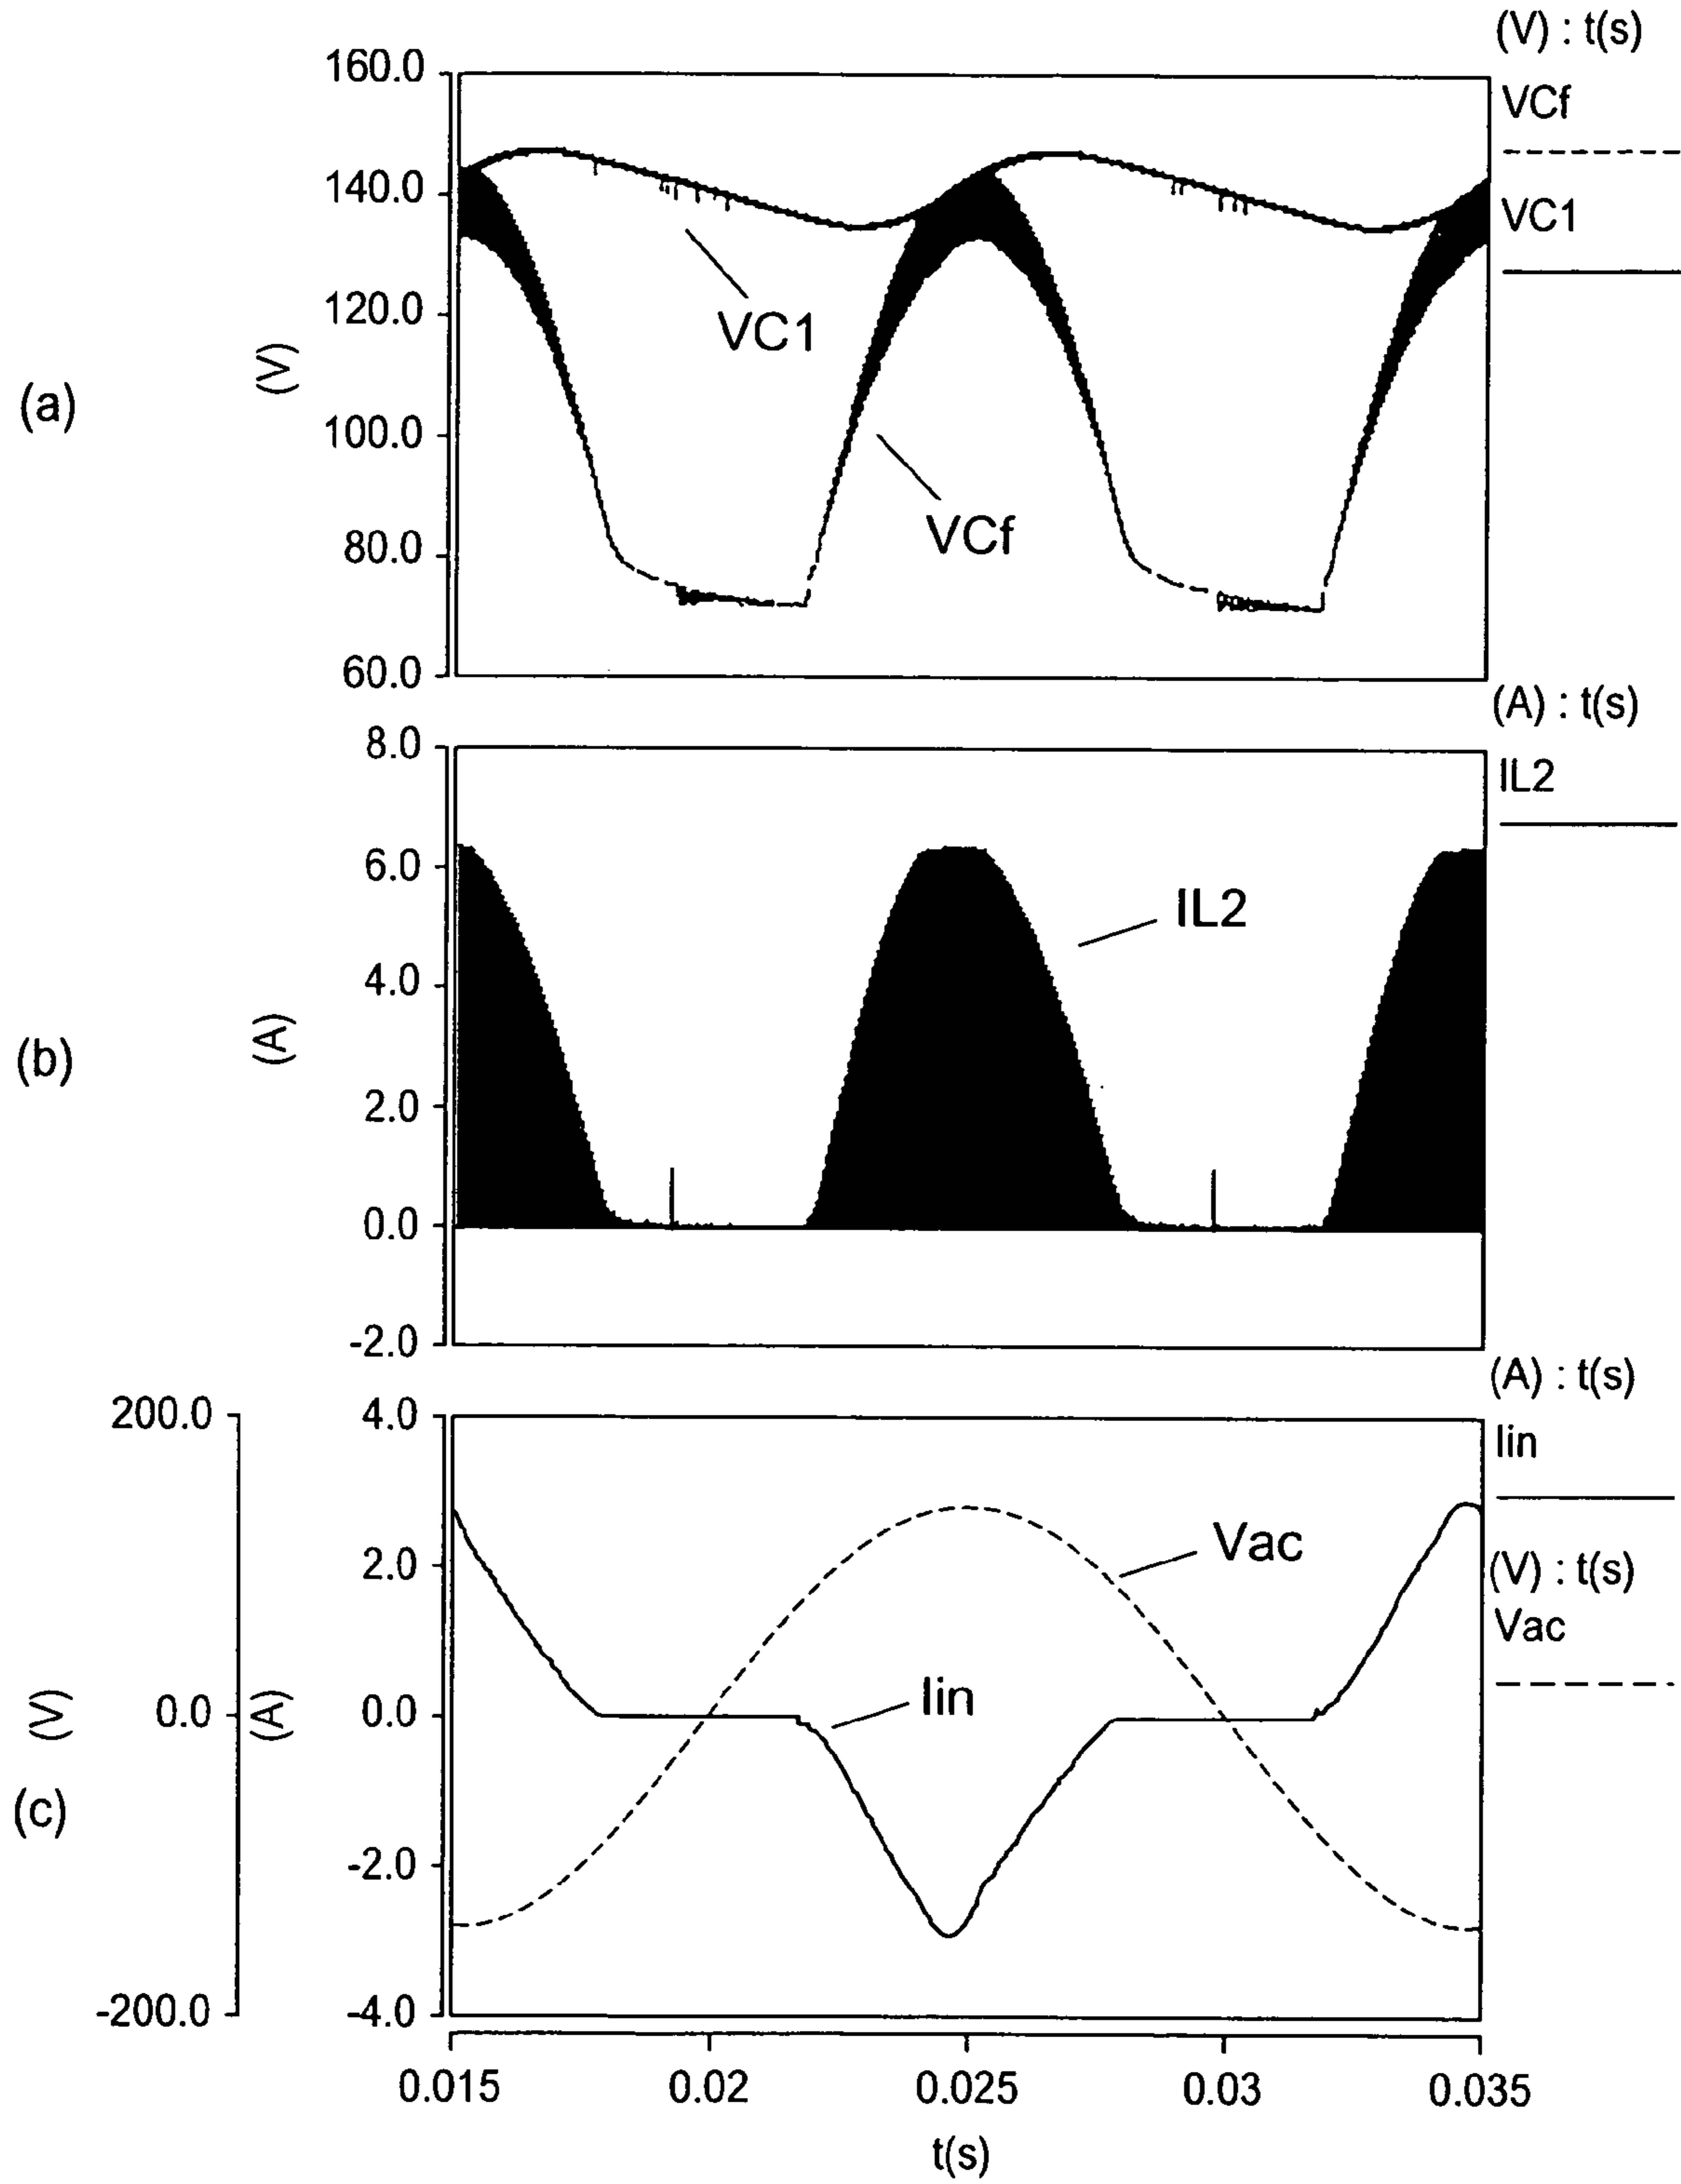 (V) : t(s)
160.0
VCf
140.0
VC1
120.0
VC1
(V)
(a)
100.0
VCf
80.0
60.0
(A) : t(s)
8.0
IL2
6.0
IL2
4.0
(A)
(b)
2.0
0.0
-2.0
(A) : t(s)
200.0
4.0
Iin
Vac
2.0
(V) : t(s)
Vac
Iin
(V)
0.0
(A)
0.0
(c)
-2.0
-200.0
-4.0
0.015
0.02
0.025
0.03
0.035
t(s)